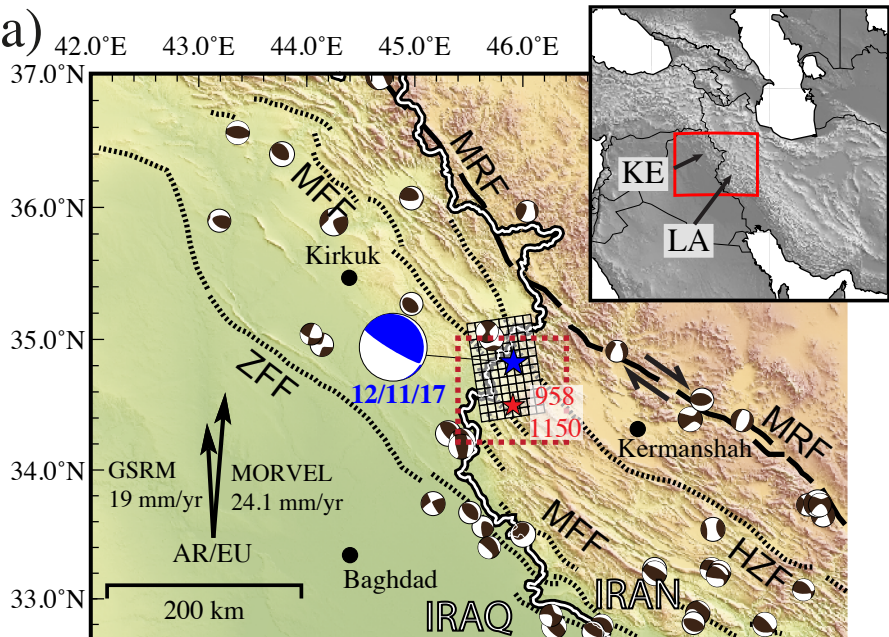 a)
42.0°E
43.0°E
44.0°E
45.0°E
46.0°E
37.0°N
36.0°N
35.0°N
34.0°N
33.0°N
KE
LA
MRF
MFF
Kirkuk
ZFF
12/11/17
958
1150
Kermanshah
MRF
GSRM
19 mm/yr
MORVEL
24.1 mm/yr
AR/EU
MFF
HZF
Baghdad
200 km
IRAQ
IRAN